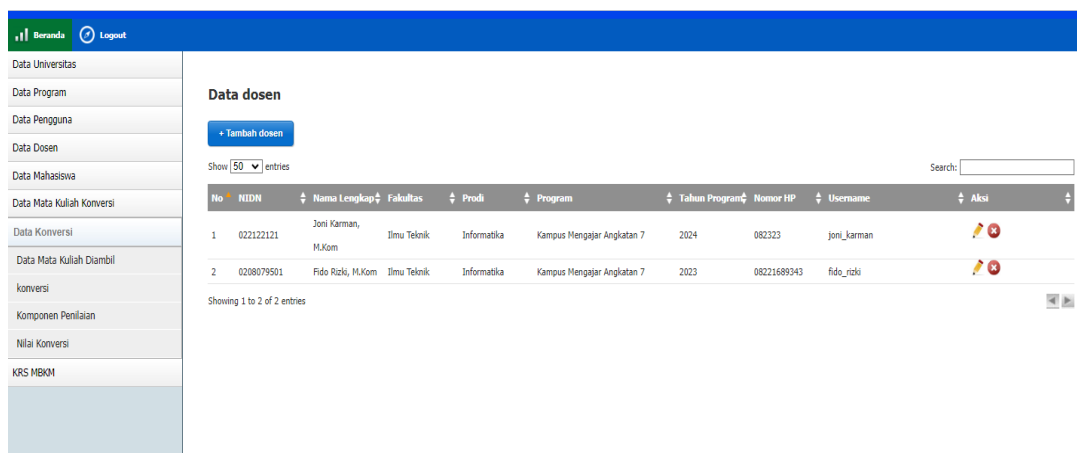 Beranda Logout
Data Universitas
Data Program
Data Pengguna
Data Dosen
Data Mahasiswa
Data Mata Kuliah Konversi
Data Konversi
Data Mata Kuliah Diambil
konversi
Komponen Penilaian
Nilai Konversi
KRS MBKM
Data dosen
+ Tambah dosen
Show 50 entries Search:
No NIDN Nama Lengkap Fakultas Prodi Program Tahun Program Nomor HP Username Aksi
1 022122121 Joni Karman, M.Kom Ilmu Teknik Informatika Kampus Mengajar Angkatan 7 2024 082323 joni_karman
2 0208079501 Fido Rizki, M.Kom Ilmu Teknik Informatika Kampus Mengajar Angkatan 7 2023 08221689343 fido_rizki
Showing 1 to 2 of 2 entries